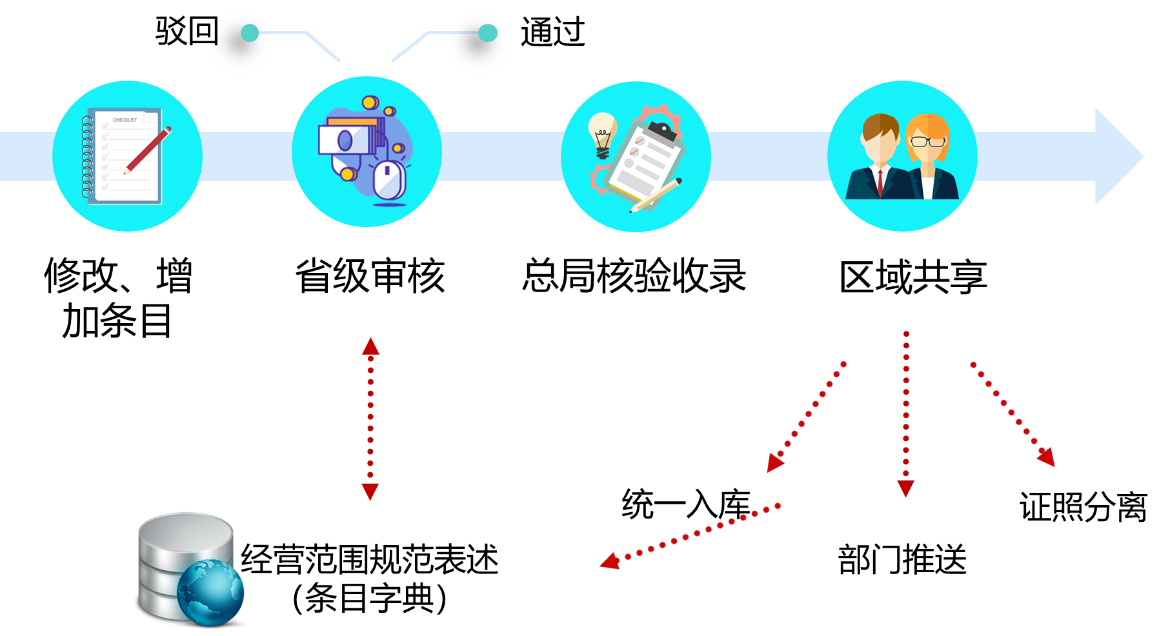 驳回
通过
CHECKLIST
修改、增
加条目
省级审核
总局核验收录
区域共享
统一入库
证照分离
经营范围规范表述
（条目字典）
部门推送